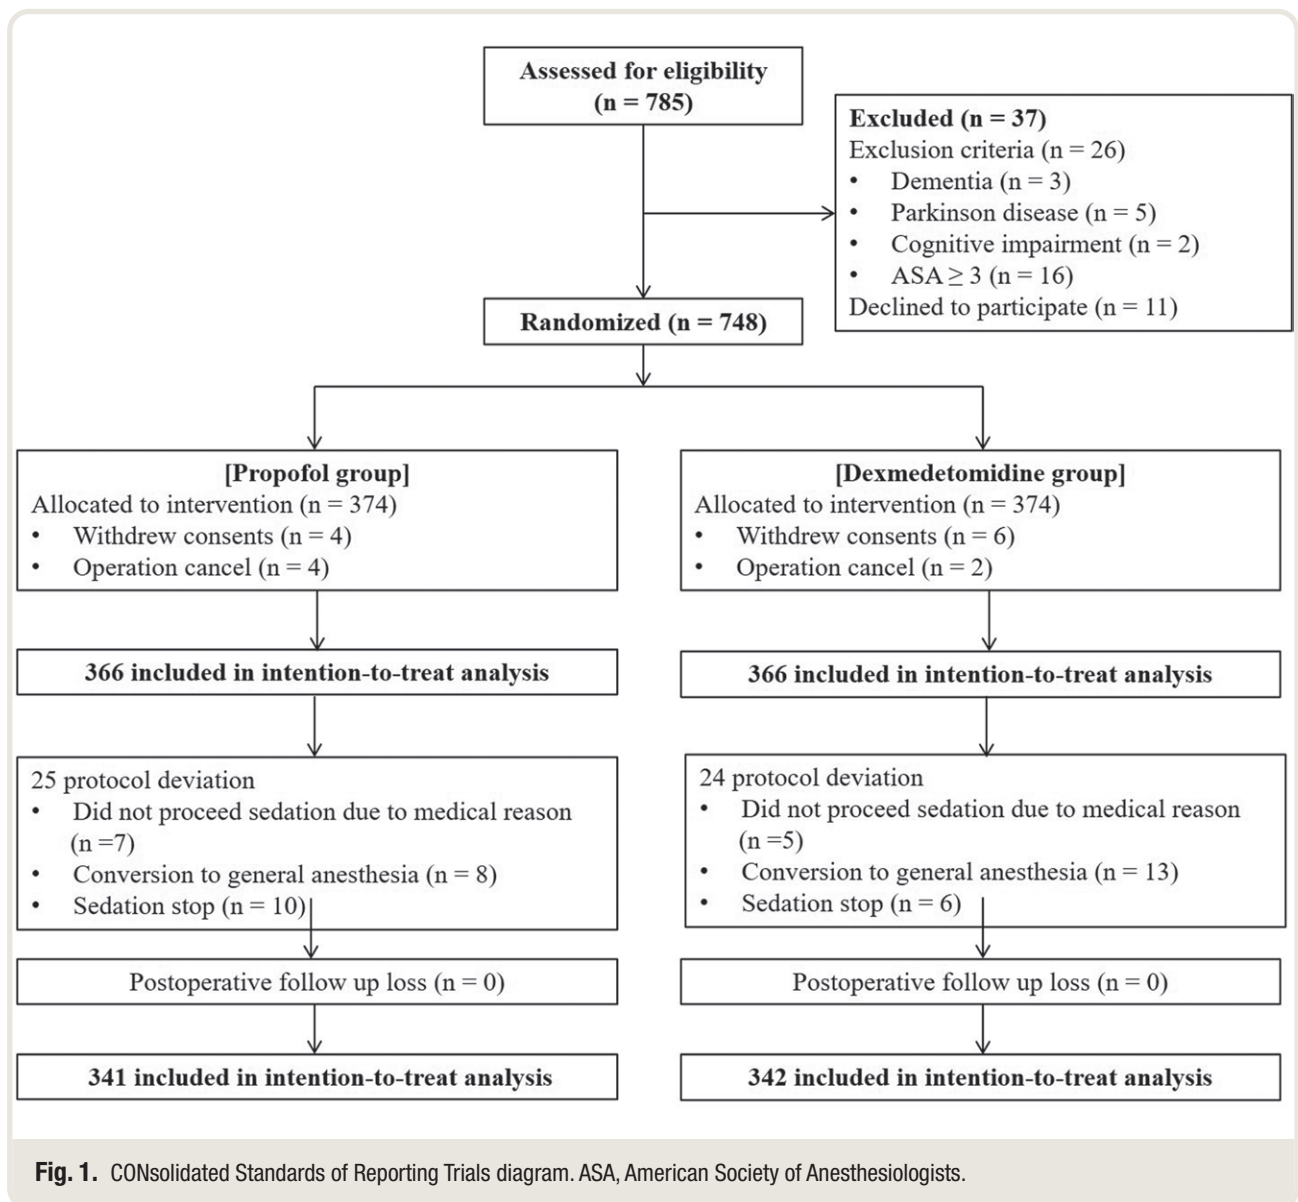 Assessed for eligibility
(n = 785)
Excluded (n = 37)
Exclusion criteria (n = 26)
• Dementia (n = 3)
• Parkinson disease (n = 5)
• Cognitive impairment (n = 2)
• ASA ≥ 3 (n = 16)
Declined to participate (n = 11)
Randomized (n = 748)
[Propofol group]
Allocated to intervention (n = 374)
• Withdrew consents (n = 4)
• Operation cancel (n = 4)
[Dexmedetomidine group]
Allocated to intervention (n = 374)
• Withdrew consents (n = 6)
• Operation cancel (n = 2)
366 included in intention-to-treat analysis
366 included in intention-to-treat analysis
25 protocol deviation
• Did not proceed sedation due to medical reason
(n =7)
• Conversion to general anesthesia (n = 8)
• Sedation stop (n = 10)
24 protocol deviation
• Did not proceed sedation due to medical reason
(n =5)
• Conversion to general anesthesia (n = 13)
• Sedation stop (n = 6)
Postoperative follow up loss (n = 0)
Postoperative follow up loss (n = 0)
341 included in intention-to-treat analysis
342 included in intention-to-treat analysis
Fig. 1. CONsolidated Standards of Reporting Trials diagram. ASA, American Society of Anesthesiologists.